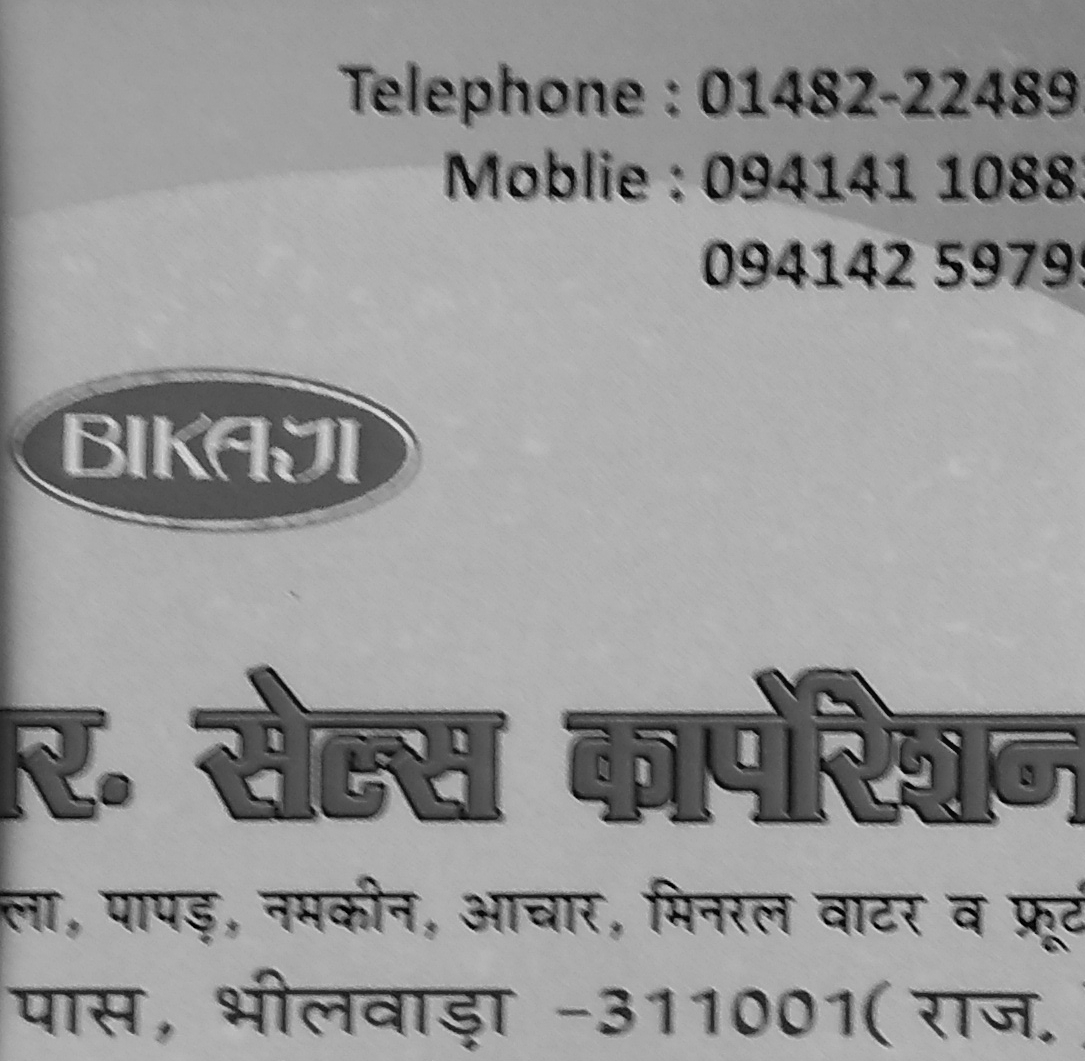 Telephone : 01482-22489
Moblie : 094141 1088
094142 5979
BIKAJI
र. सेल्स कार्पोरेशन
ला, पापड़, नमकीन, आचार, मिनरल वाटर व
पास, भीलवाड़ा -311001( राज.